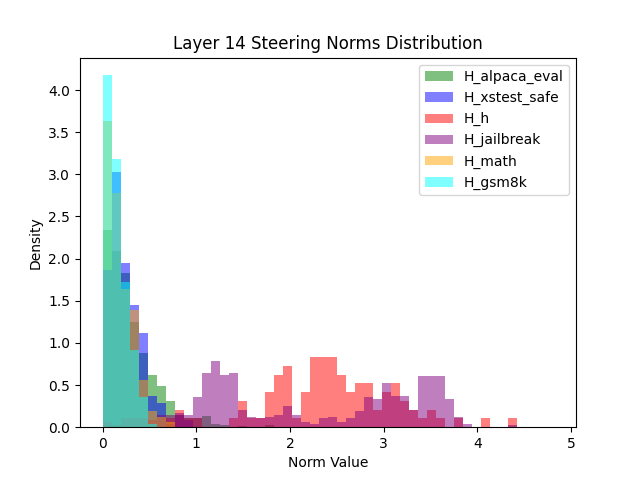 Layer 14 Steering Norms Distribution
H_alpaca_eval
H_xstest_safe
H_h
H_jailbreak
H_math
H_gsm8k
Density
4.0
3.5
3.0
2.5
2.0
1.5
1.0
0.5
0.0
0 1 2 3 4 5
Norm Value